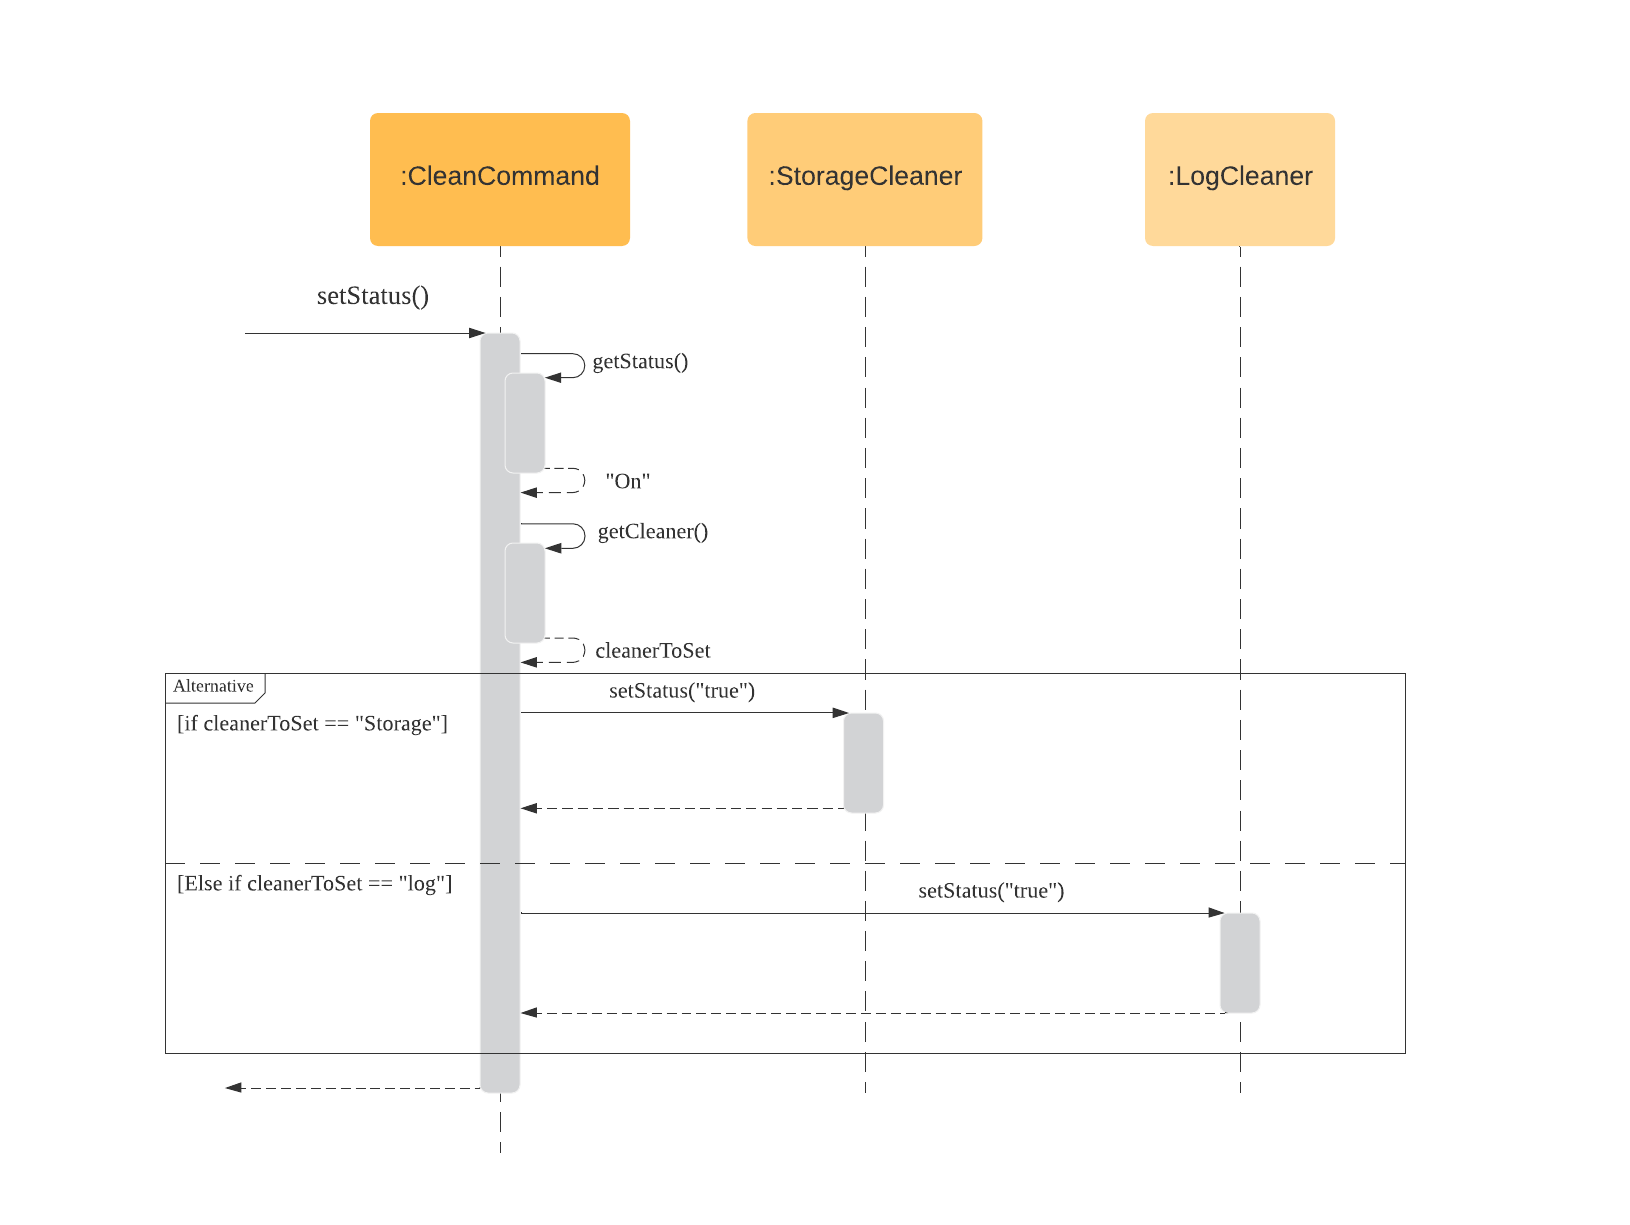 :CleanCommand
:StorageCleaner
:LogCleaner
setStatus()
getStatus()
"On"
getCleaner()
cleanerToSet
Alternative
setStatus("true")
[if cleanerToSet == "Storage"]
[Else if cleanerToSet == "log"]
setStatus("true")